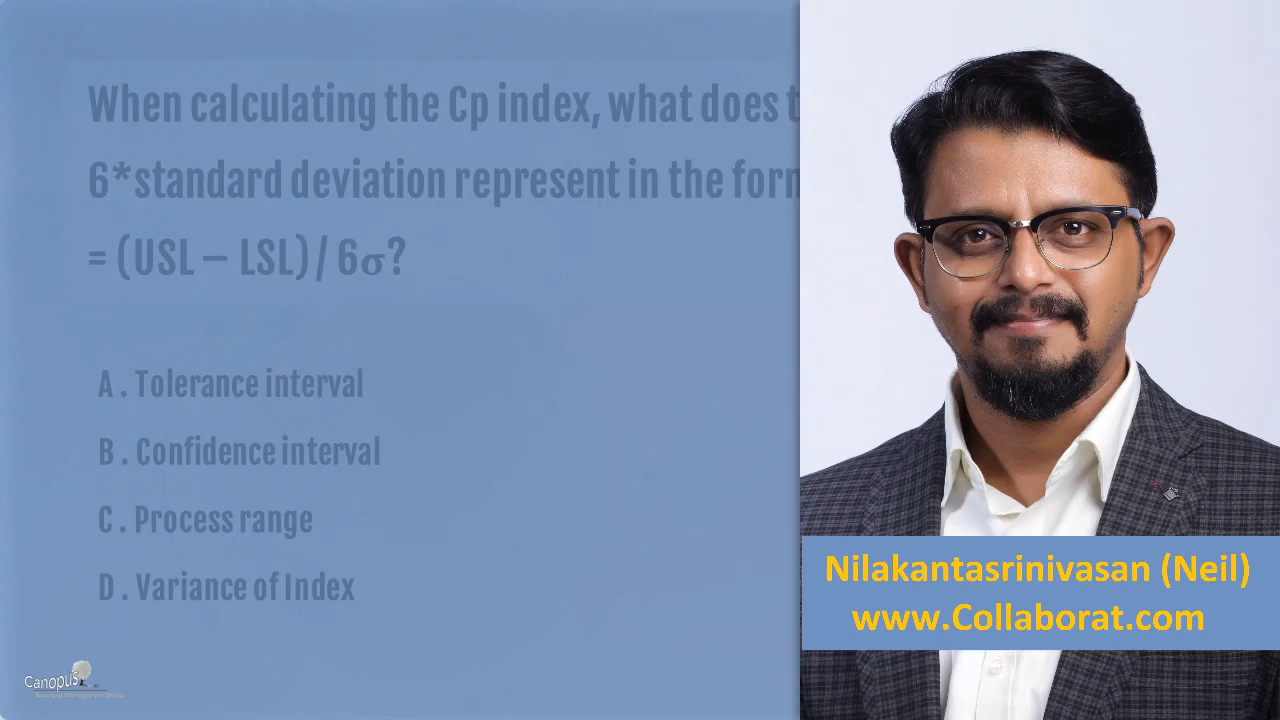 When calculating the Cp index, what does
6*standard deviation represent in the
= (USL – LSL) / 6σ?
A . Tolerance interval
B . Confidence interval
C . Process range
D . Variance of Index
Nilakantasrinivasan (Neil)
www.Collaborat.com
Canopus